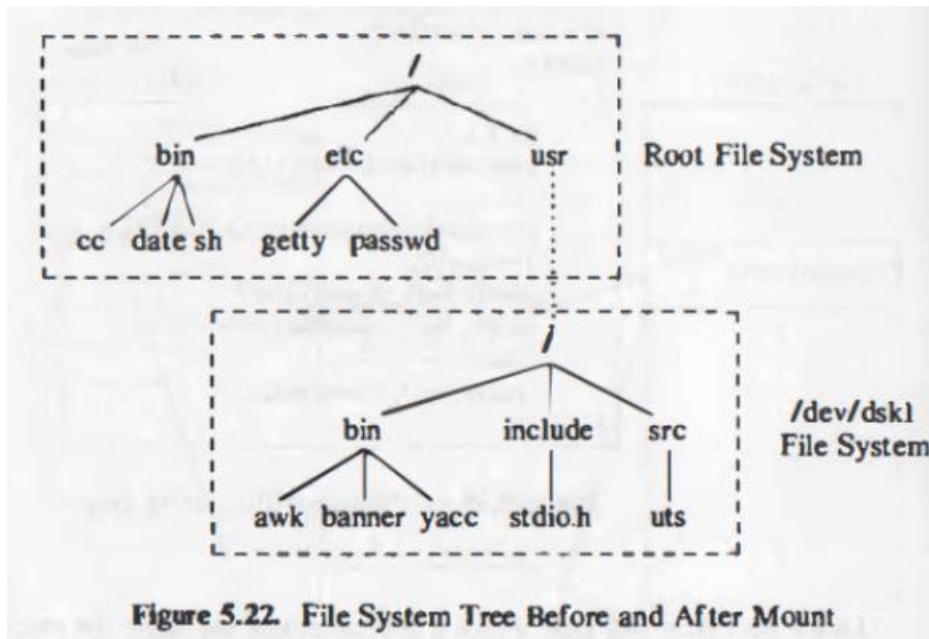 /
bin etc usr
Root File System
cc date sh getty passwd
/
/dev/dsk1
bin include src
File System
awk banner yacc stdio.h uts
Figure 5.22. File System Tree Before and After Mount